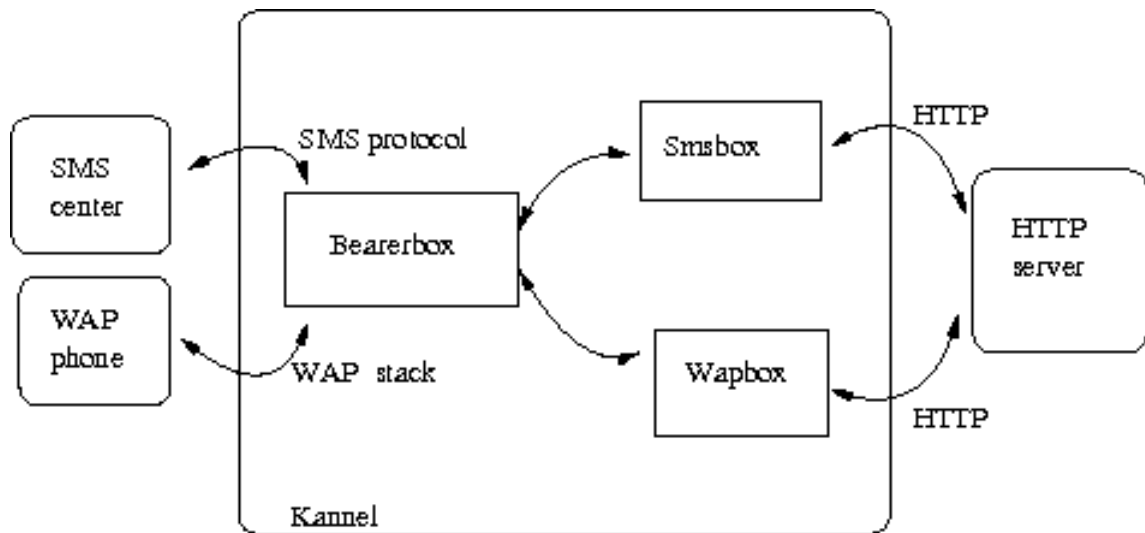 HTTP
SMS protocol
Smsbox
SMS
center
Bearerbox
HTTP
server
WAP
phone
WAP stack
Wapbox
HTTP
Kannel